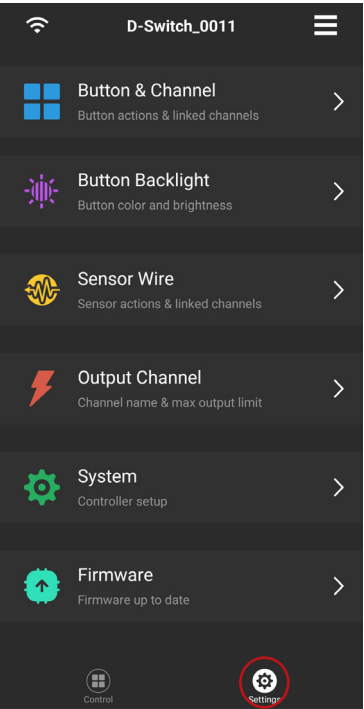 D-Switch_0011
Button & Channel
Button actions & linked channels
Button Backlight
Button color and brightness
Sensor Wire
Sensor actions & linked channels
Output Channel
Channel name & max output limit
System
Controller setup
Firmware
Firmware up to date
Control
Settings